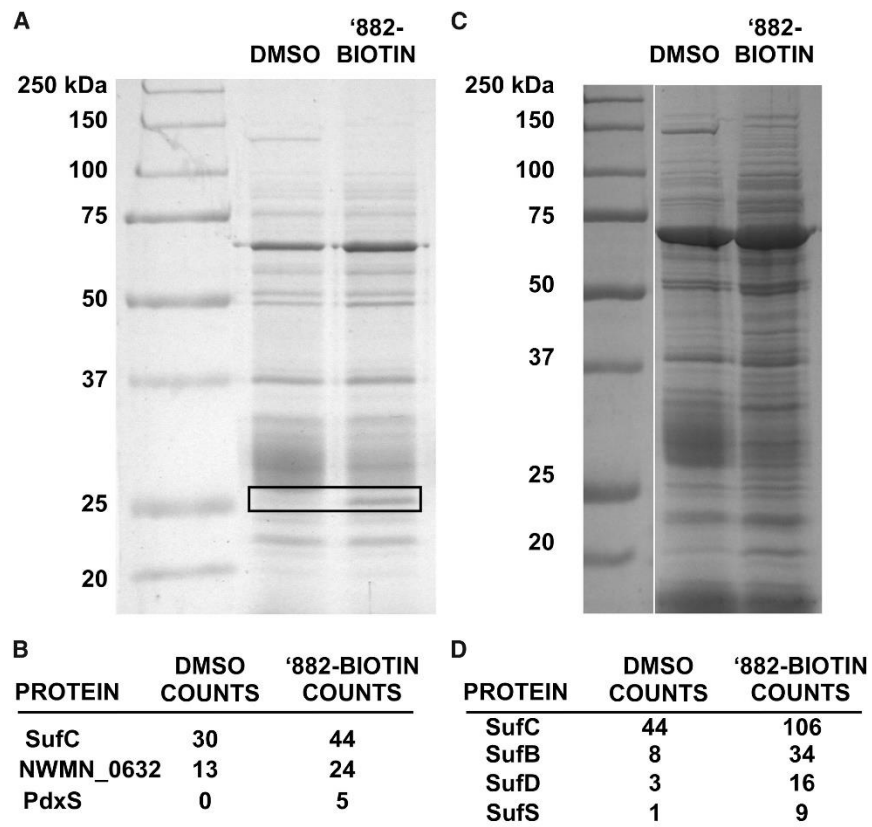 A
DMSO '882-BIOTIN
250 kDa
150
100
75
50
37
25
20
B
PROTEIN DMSO COUNTS '882-BIOTIN COUNTS
SufC 30 44
NWMN_0632 13 24
PdxS 0 5
C
DMSO '882-BIOTIN
250 kDa
150
100
75
50
37
25
20
D
PROTEIN DMSO COUNTS '882-BIOTIN COUNTS
SufC 44 106
SufB 8 34
SufD 3 16
SufS 1 9